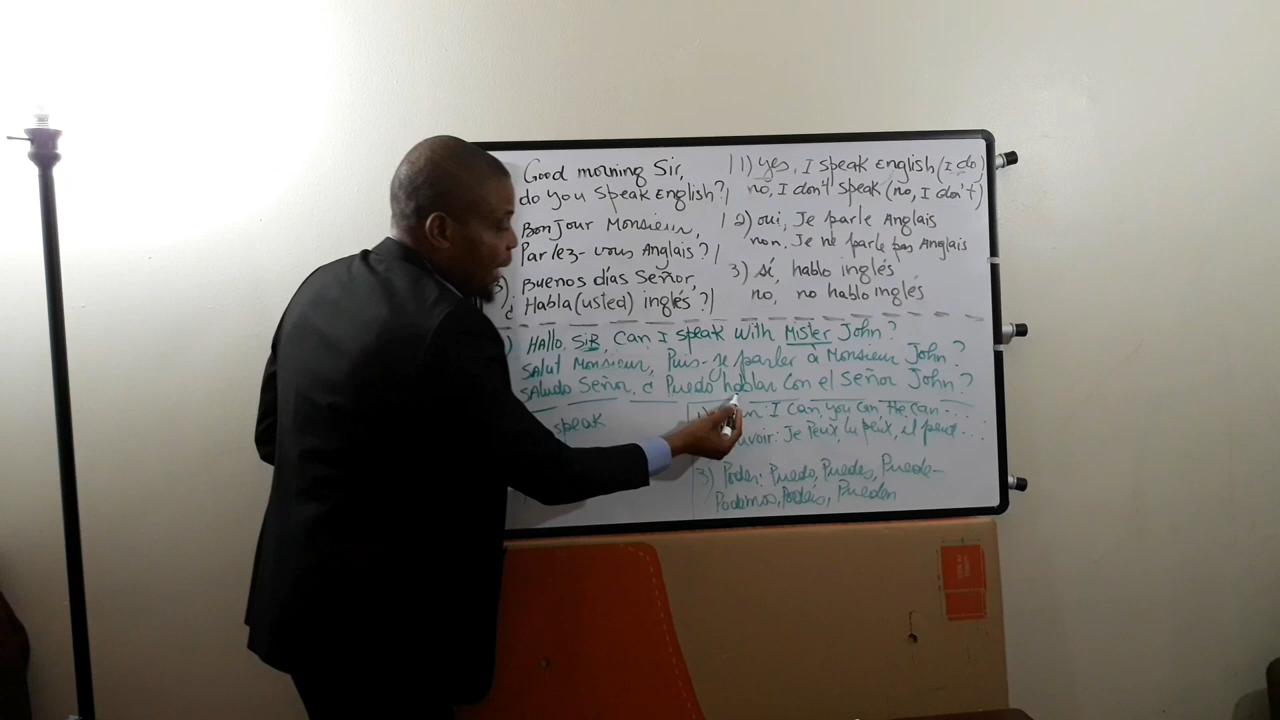 Good morning Sir,
do you speak English?/
BonJour Monsieur,
Parlez-vous Anglais?/
3) Buenos días Señor,
¿Habla(usted) inglés?/
1) yes, I speak English (I do)
no, I don't speak (no, I don't)
2) oui, Je parle Anglais
non, Je ne parle pas Anglais
3) sí, hablo inglés
no, no hablo inglés
Hallo, SiR, Can I speak with Mister John?
Salut Monsieur, Puis-je parler à Monsieur John?
Saludo Señor, ¿Puedo hablar con el señor John?
speak
I can, you can, He can...
Je Peux, tu peux, il peut...
3) Poder: Puedo, Puedes, Puede-
Podemos, Podéis, Pueden